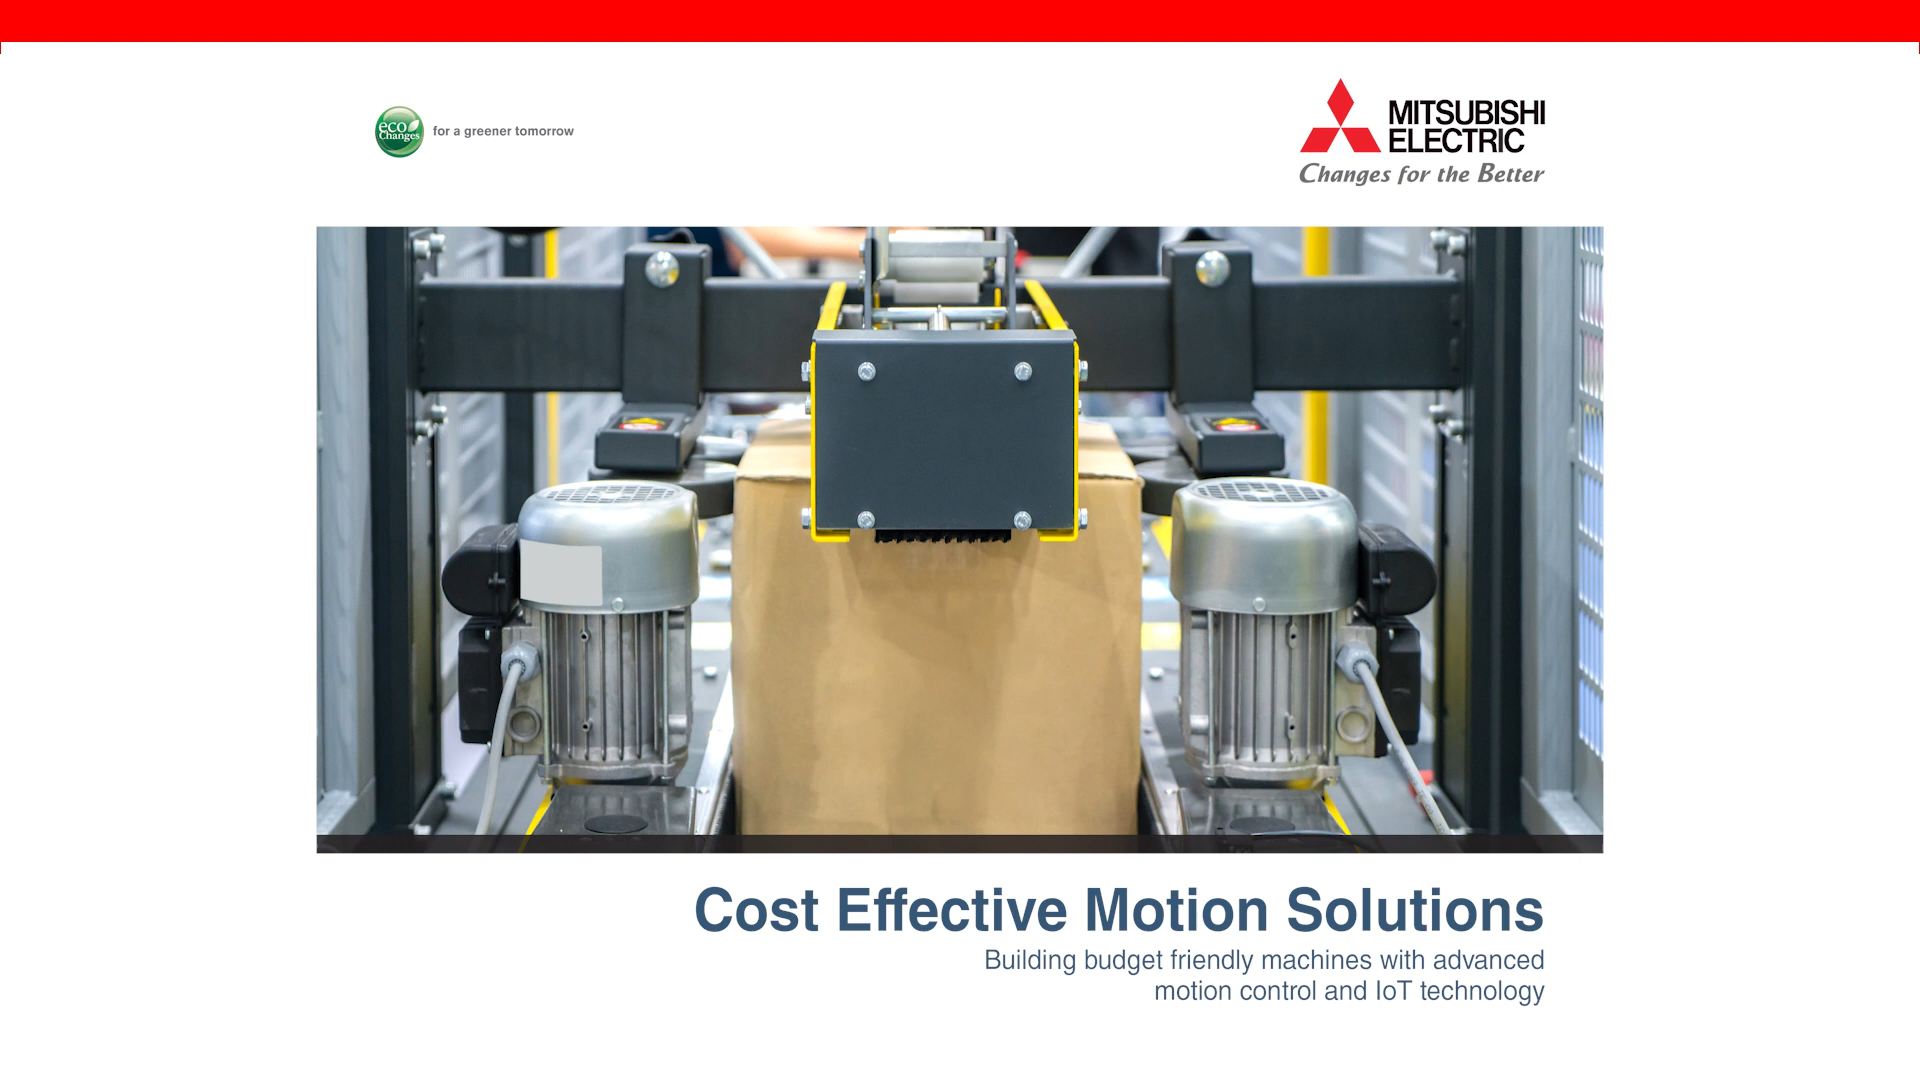 eco
Changes
for a greener tomorrow
MITSUBISHI
ELECTRIC
Changes for the Better
Cost Effective Motion Solutions
Building budget friendly machines with advanced
motion control and IoT technology